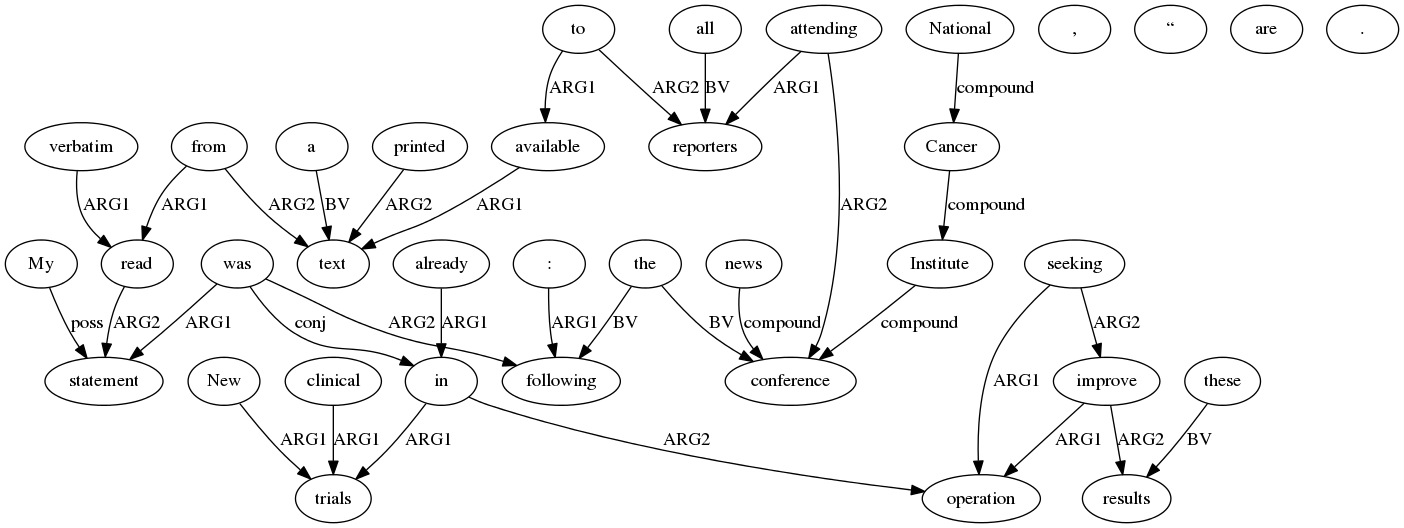 to all attending National , “ are .
ARG1 ARG2 BV ARG1 compound
verbatim from a printed available reporters Cancer
ARG1 ARG1 ARG2 BV ARG2 ARG1 ARG2 compound
My read was text already : the news Institute seeking
poss ARG2 ARG1 conj ARG2 ARG1 ARG1 BV BV compound compound ARG1 ARG2
statement New clinical in following conference improve these
ARG1 ARG1 ARG1 ARG2 ARG1 ARG2 BV
trials operation results